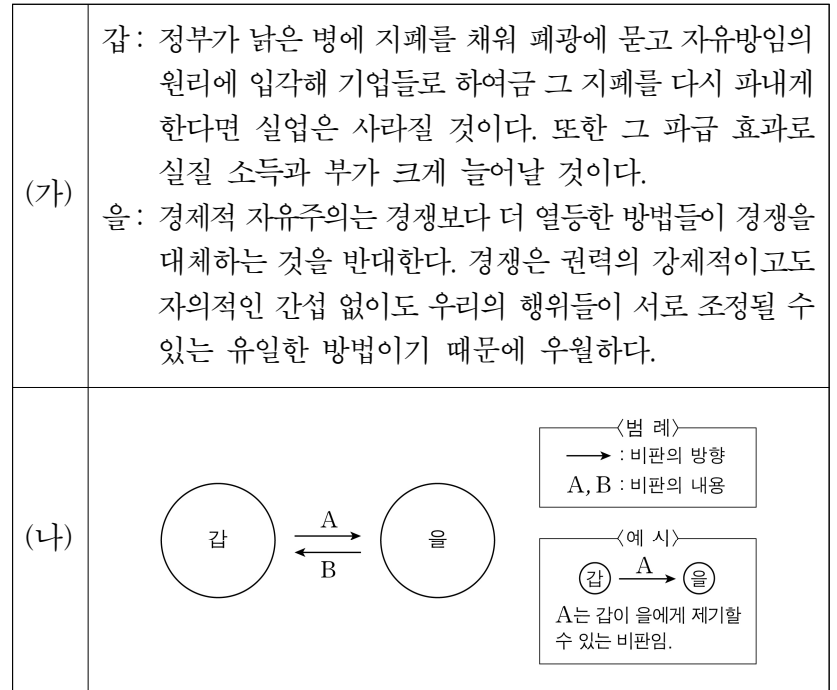 (가)
갑 : 정부가 낡은 병에 지폐를 채워 폐광에 묻고 자유방임의
원리에 입각해 기업들로 하여금 그 지폐를 다시 파내게
한다면 실업은 사라질 것이다. 또한 그 파급 효과로
실질 소득과 부가 크게 늘어날 것이다.
을 : 경제적 자유주의는 경쟁보다 더 열등한 방법들이 경쟁을
대체하는 것을 반대한다. 경쟁은 권력의 강제적이고도
자의적인 간섭 없이도 우리의 행위들이 서로 조정될 수
있는 유일한 방법이기 때문에 우월하다.
(나)
갑
A
B
을
〈범 례〉
→ : 비판의 방향
A, B : 비판의 내용
〈예 시〉
갑 A → 을
A는 갑이 을에게 제기할
수 있는 비판임.